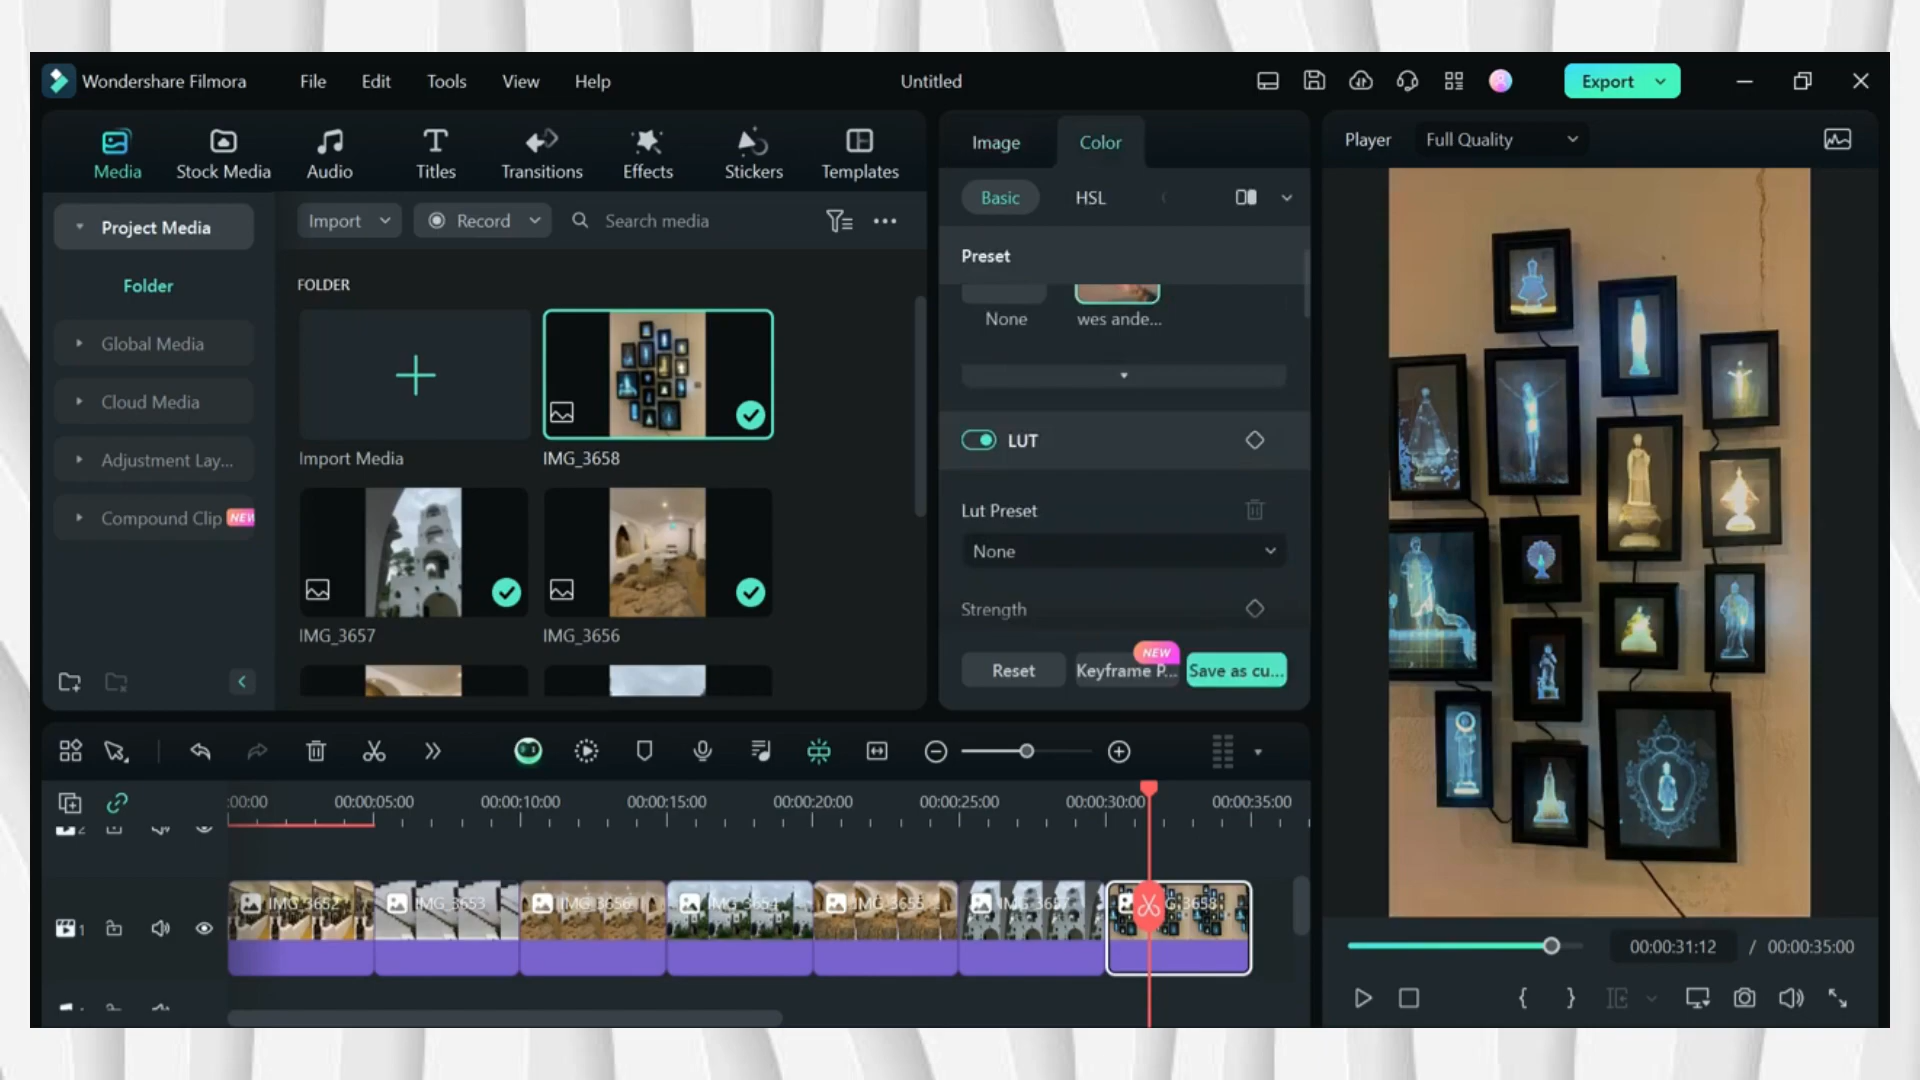 Wondershare Filmora File Edit Tools View Help Untitled Export
Media Stock Media Audio Titles Transitions Effects Stickers Templates
Project Media
Folder
Global Media
Cloud Media
Adjustment Lay...
Compound Clip NEW
Import Record Search media
FOLDER
Import Media IMG_3658
IMG_3657 IMG_3656
Image Color
Basic HSL
Preset
None wes ande...
LUT
Lut Preset
None
Strength
NEW
Reset Keyframe P... Save as cu...
Player Full Quality
00:00:31:12 / 00:00:35:00
:00:00 00:00:05:00 00:00:10:00 00:00:15:00 00:00:20:00 00:00:25:00 00:00:30:00 00:00:35:00
2
1 IMG_3652 IMG_3653 IMG_3656 IMG_3654 IMG_3655 IMG_3657 G_3658